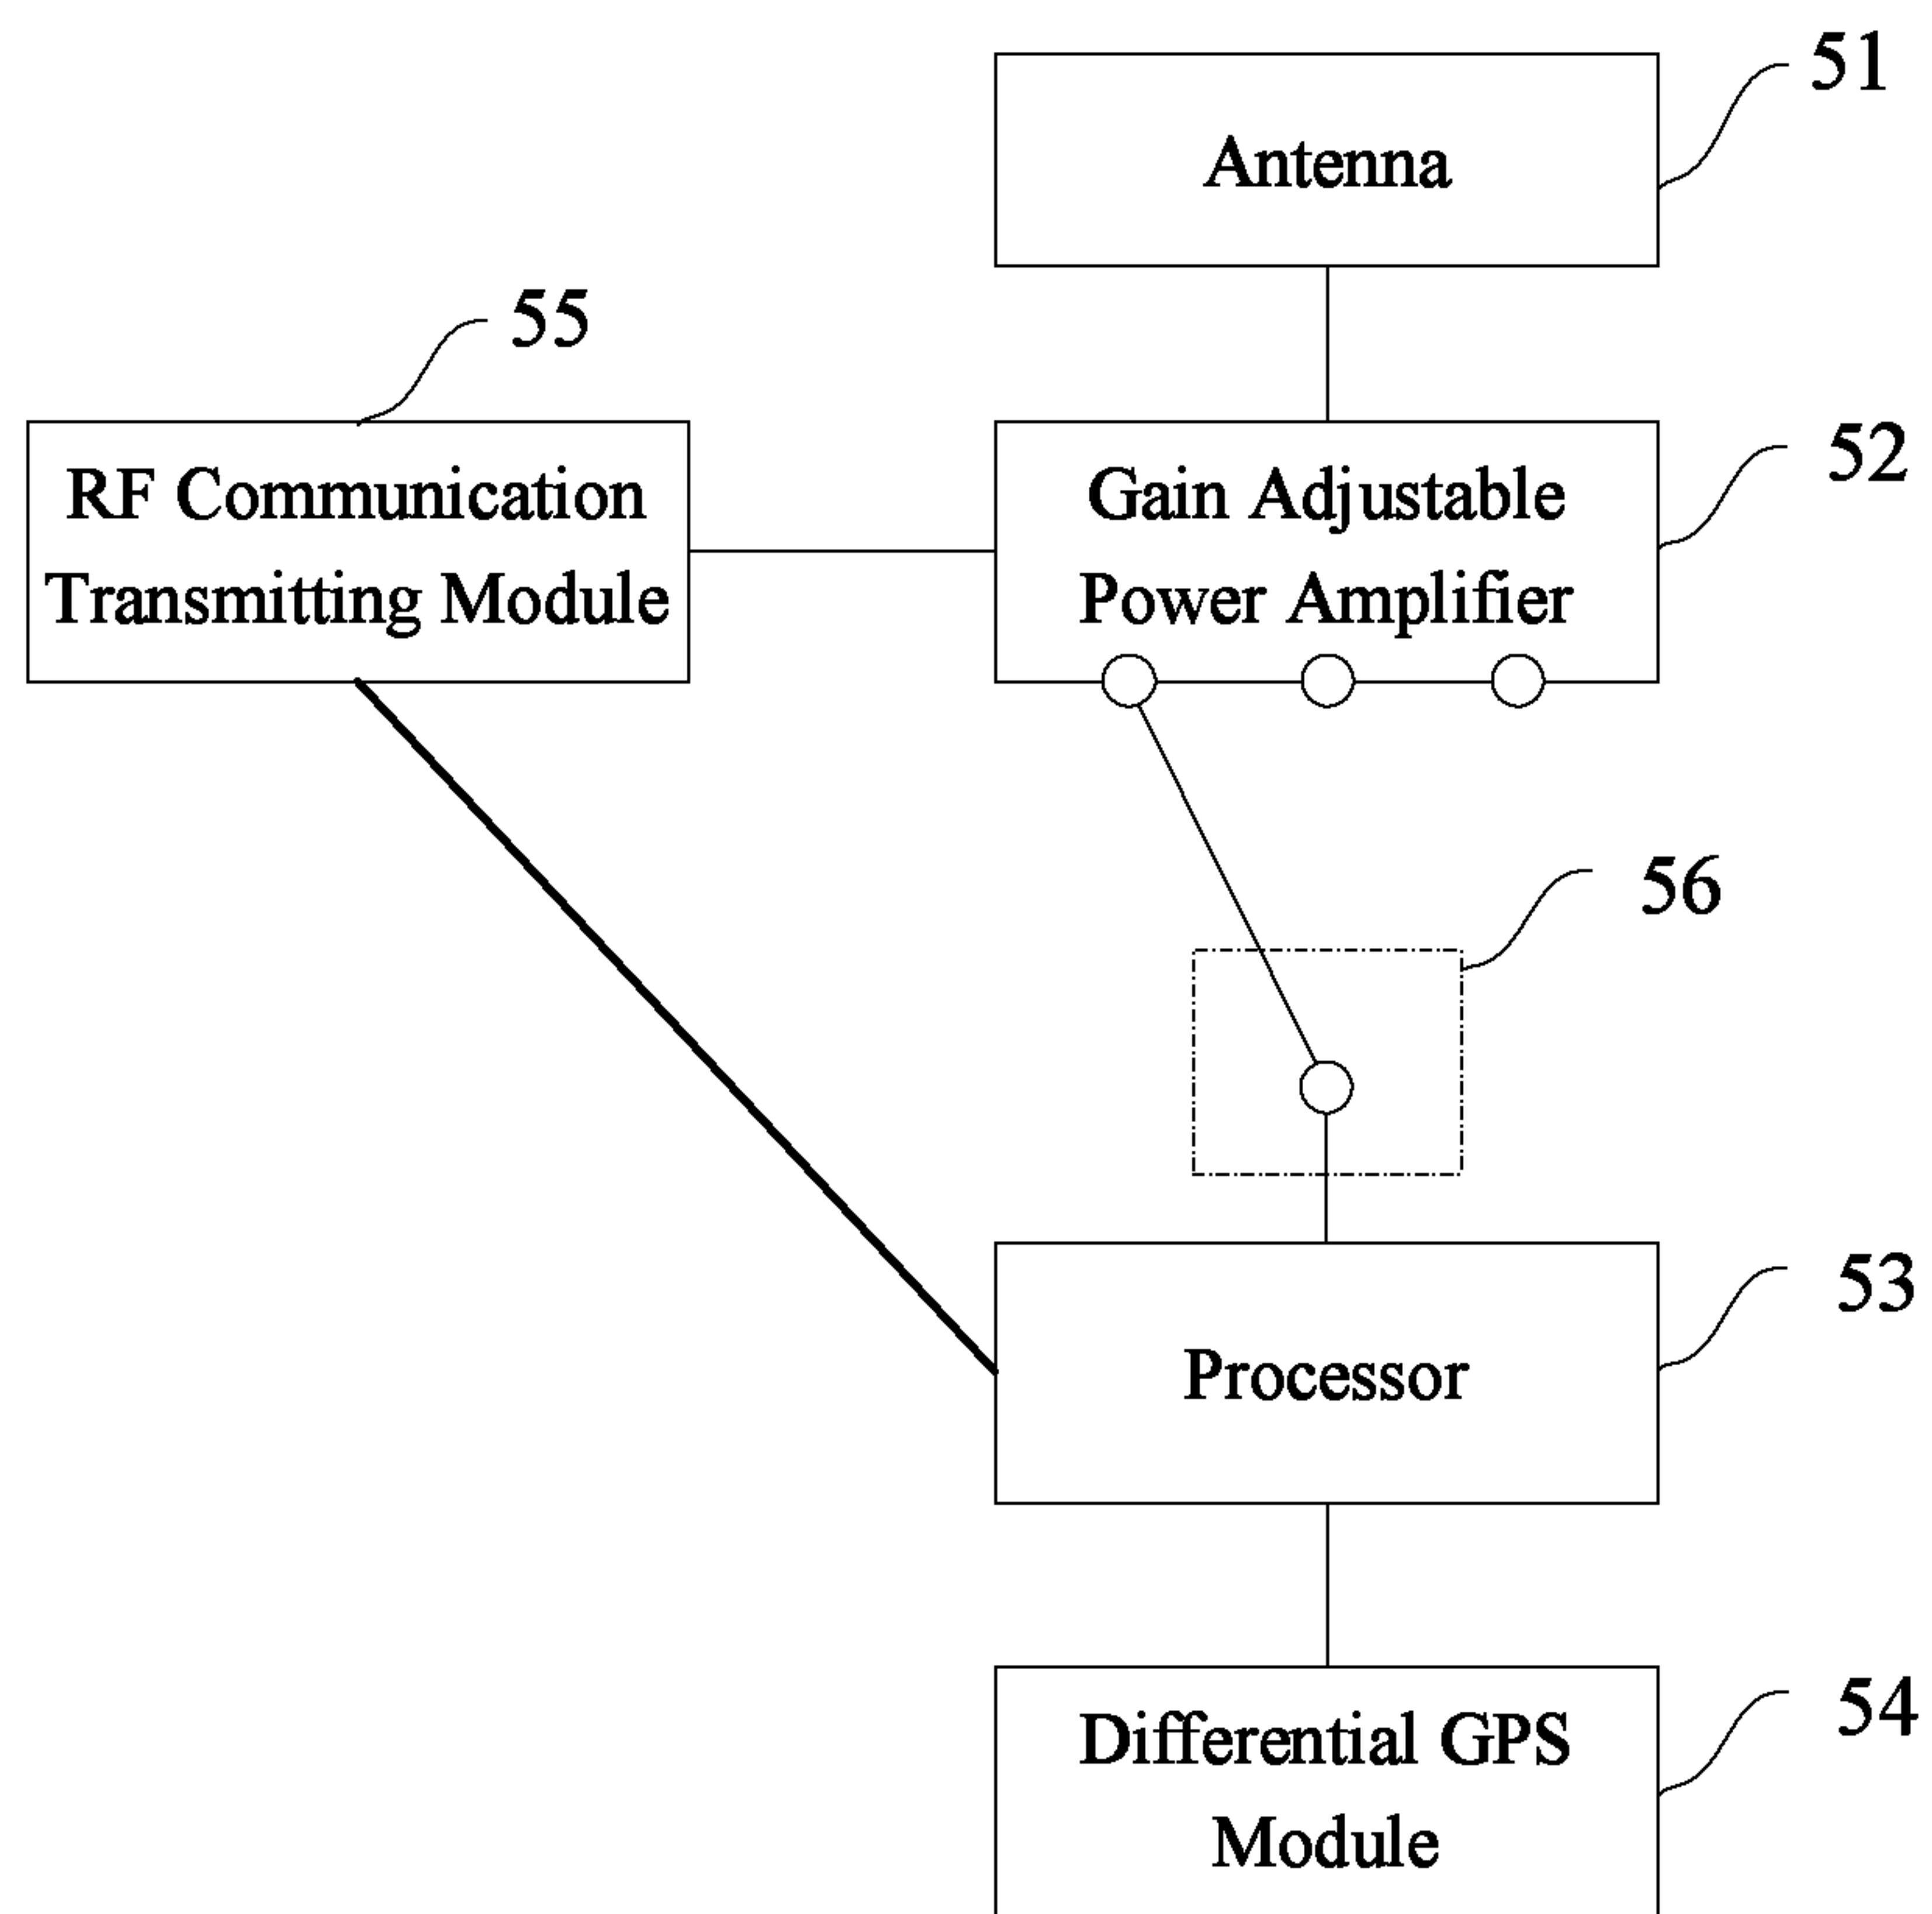 51
Antenna
55
RF Communication
Transmitting Module
52
Gain Adjustable
Power Amplifier
56
53
Processor
54
Differential GPS
Module